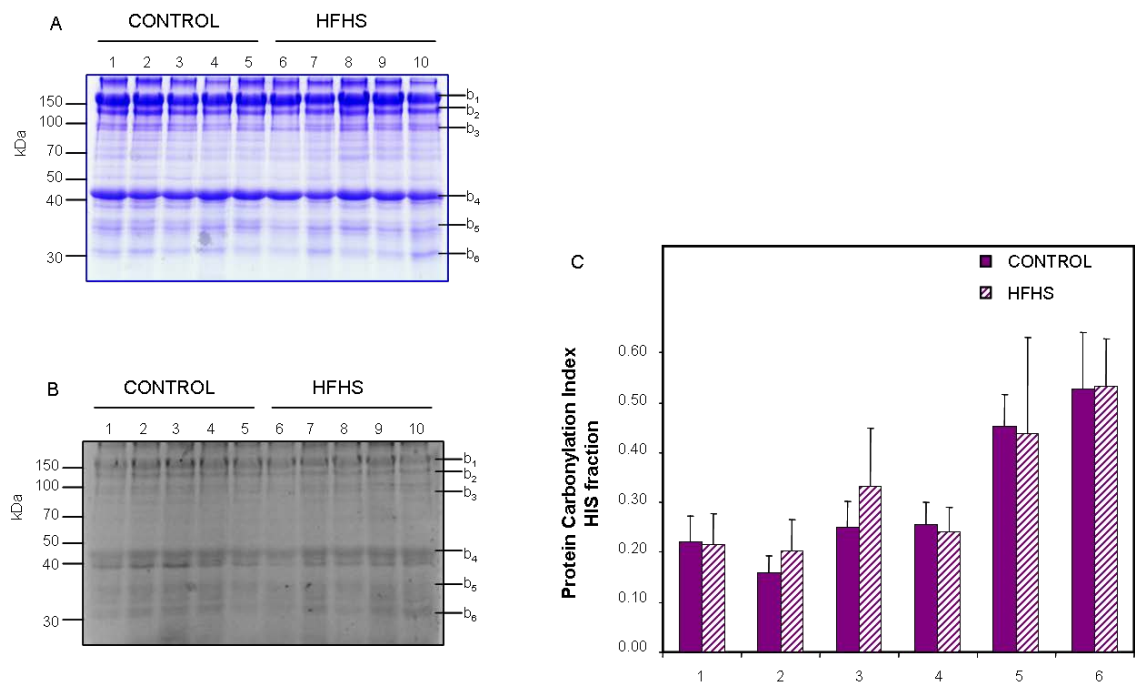 A
CONTROL HFHS
1 2 3 4 5 6 7 8 9 10
kDa
150
100
70
50
40
30
b1
b2
b3
b4
b5
b6
B
CONTROL HFHS
1 2 3 4 5 6 7 8 9 10
kDa
150
100
70
50
40
30
b1
b2
b3
b4
b5
b6
C
CONTROL
HFHS
Protein Carbonylation Index
HIS fraction
0.60
0.50
0.40
0.30
0.20
0.10
0.00
1 2 3 4 5 6